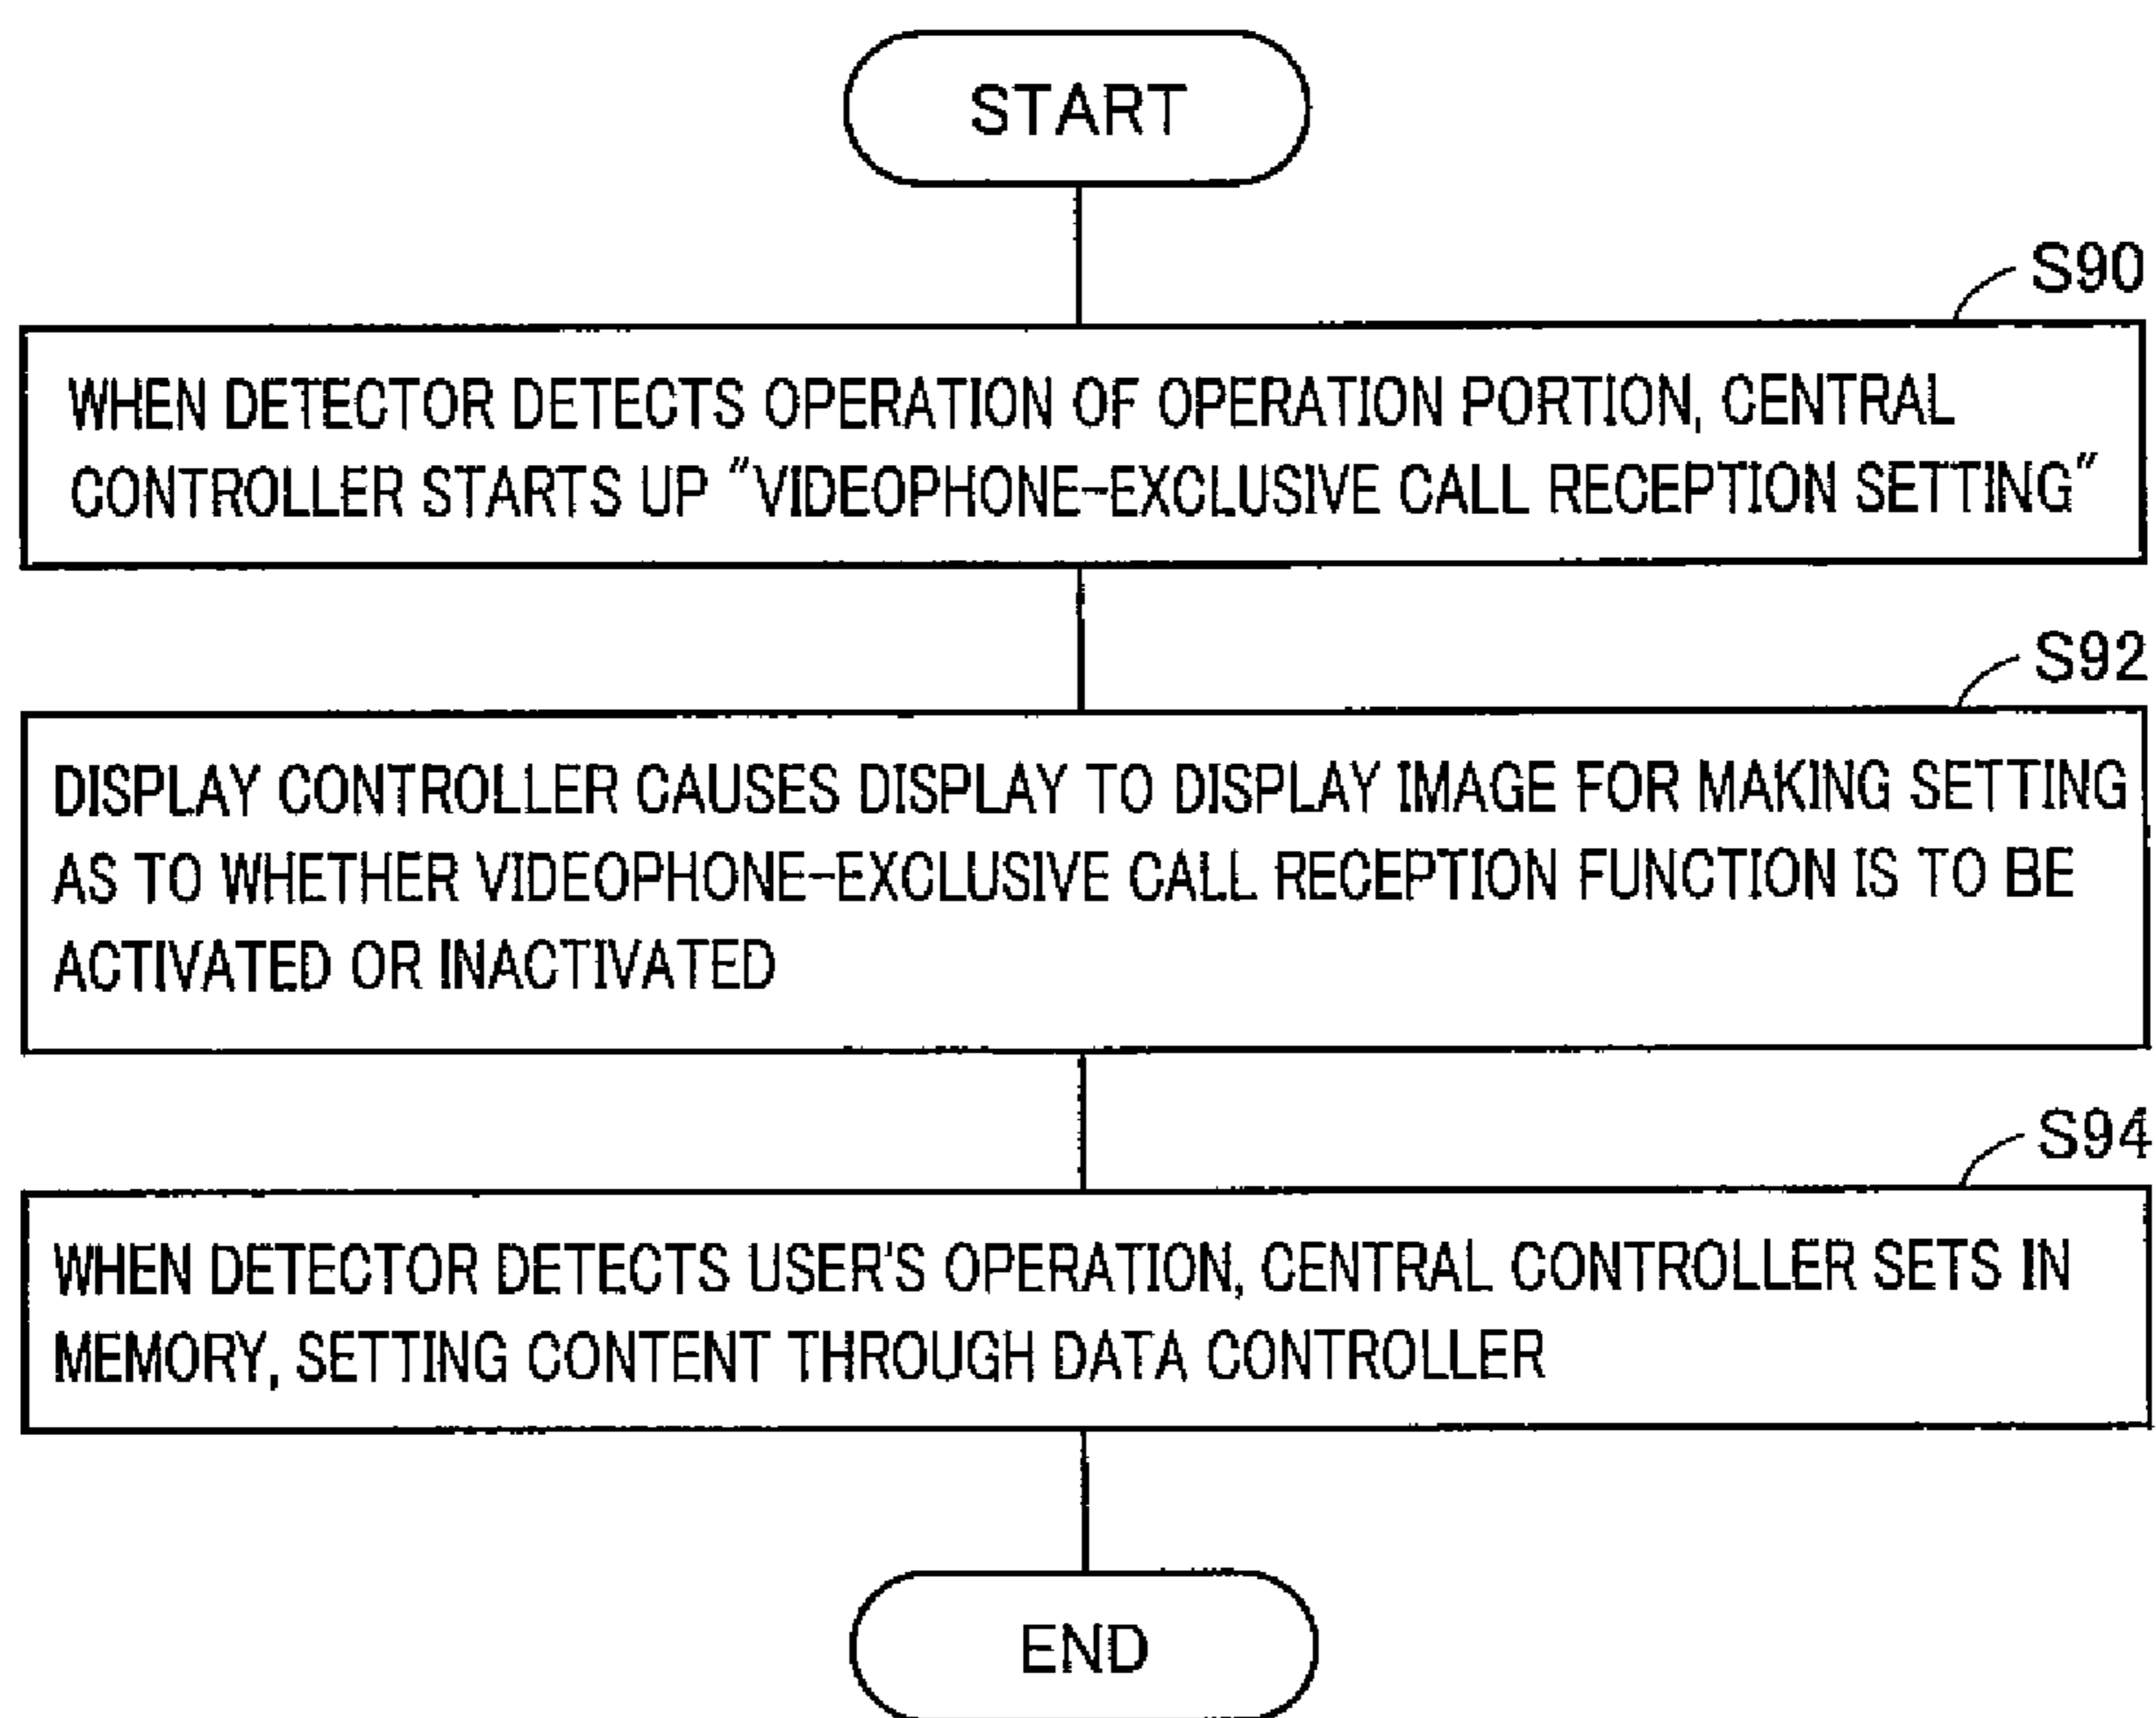 START
S90
WHEN DETECTOR DETECTS OPERATION OF OPERATION PORTION, CENTRAL
CONTROLLER STARTS UP "VIDEOPHONE-EXCLUSIVE CALL RECEPTION SETTING"
S92
DISPLAY CONTROLLER CAUSES DISPLAY TO DISPLAY IMAGE FOR MAKING SETTING
AS TO WHETHER VIDEOPHONE-EXCLUSIVE CALL RECEPTION FUNCTION IS TO BE
ACTIVATED OR INACTIVATED
S94
WHEN DETECTOR DETECTS USER'S OPERATION, CENTRAL CONTROLLER SETS IN
MEMORY, SETTING CONTENT THROUGH DATA CONTROLLER
END